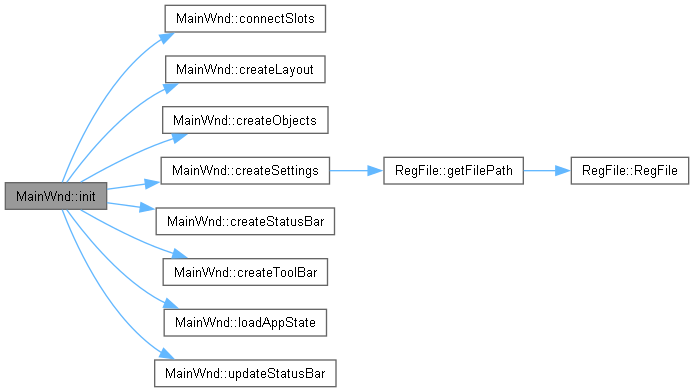 MainWnd::connectSlots
MainWnd::createLayout
MainWnd::createObjects
MainWnd::createSettings
RegFile::getFilePath
RegFile::RegFile
MainWnd::init
MainWnd::createStatusBar
MainWnd::createToolBar
MainWnd::loadAppState
MainWnd::updateStatusBar